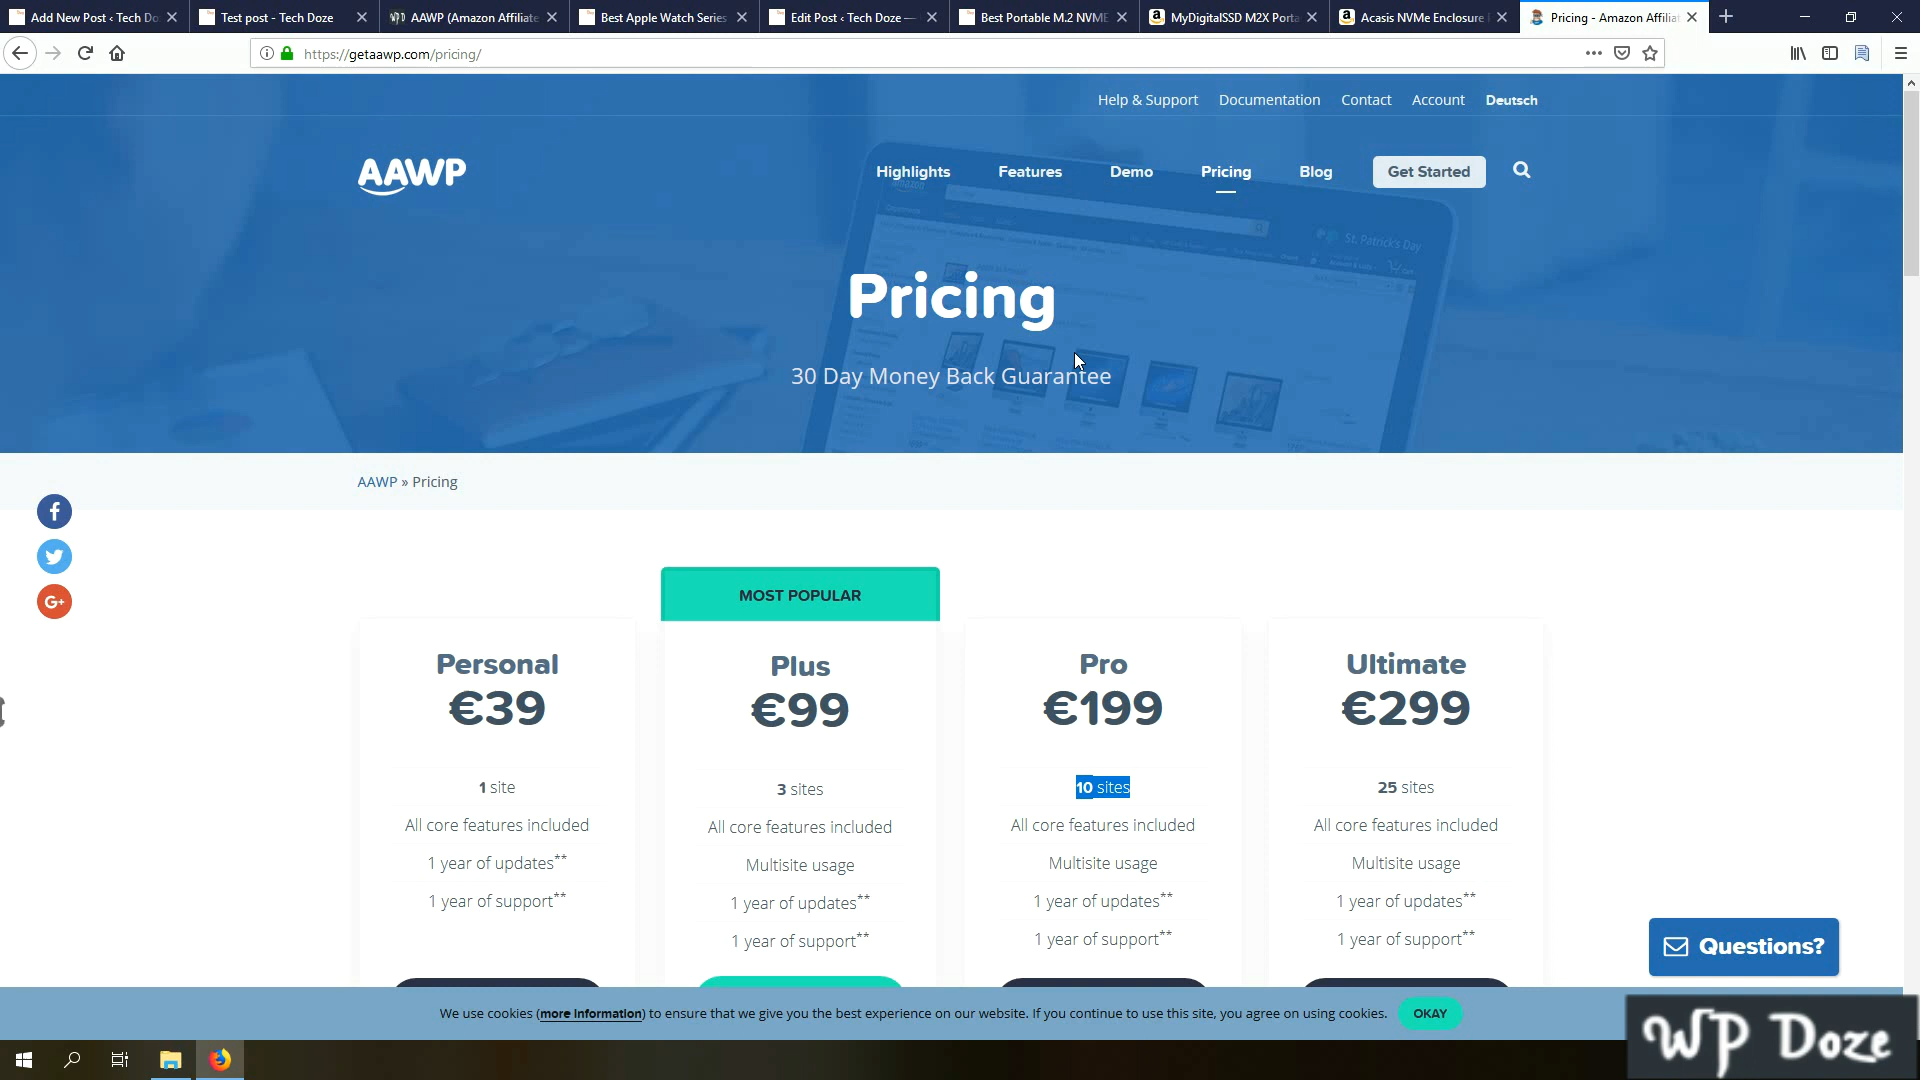 Add New Post ‹ Tech Do
Test post - Tech Doze
AAWP (Amazon Affiliate
Best Apple Watch Series
Edit Post ‹ Tech Doze —
Best Portable M.2 NVME
MyDigitalSSD M2X Porta
Acasis NVMe Enclosure
Pricing - Amazon Affilia
https://getaawp.com/pricing/
Help & Support
Documentation
Contact
Account
Deutsch
AAWP
Highlights
Features
Demo
Pricing
Blog
Get Started
St. Patrick's Day
Pricing
30 Day Money Back Guarantee
AAWP » Pricing
MOST POPULAR
Personal
€39
1 site
All core features included
1 year of updates**
1 year of support**
Plus
€99
3 sites
All core features included
Multisite usage
1 year of updates**
1 year of support**
Pro
€199
10 sites
All core features included
Multisite usage
1 year of updates**
1 year of support**
Ultimate
€299
25 sites
All core features included
Multisite usage
1 year of updates**
1 year of support**
Questions?
We use cookies (more information) to ensure that we give you the best experience on our website. If you continue to use this site, you agree on using cookies.
OKAY
WP Doze